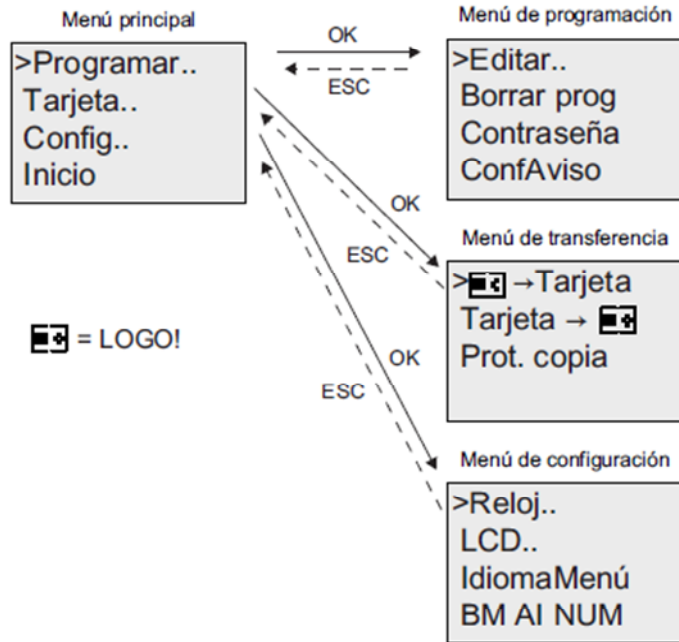 Menú principal
>Programar..
Tarjeta..
Config..
Inicio
OK
ESC
Menú de programación
>Editar..
Borrar prog
Contraseña
ConfAviso
OK
ESC
Menú de transferencia
> →Tarjeta
Tarjeta →
Prot. copia
= LOGO!
OK
ESC
Menú de configuración
>Reloj..
LCD..
IdiomaMenú
BM AI NUM